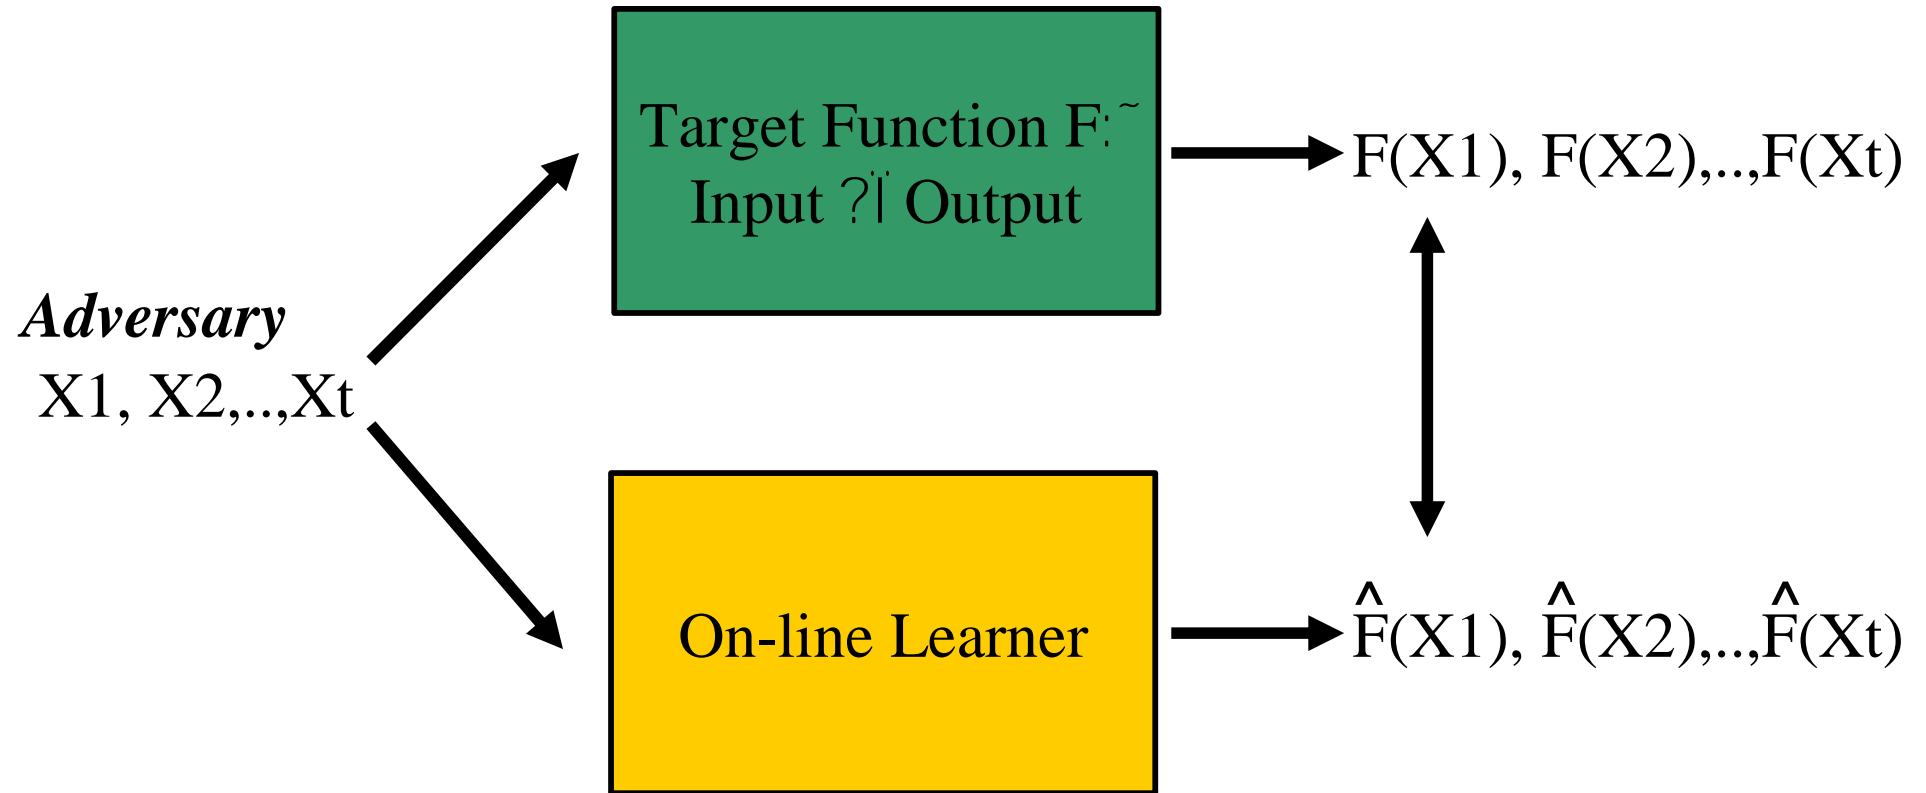 Target Function F:~
Input ?Ï Output
F(X1), F(X2),..,F(Xt)
Adversary
X1, X2,..,Xt
On-line Learner
F̂(X1), F̂(X2),..,F̂(Xt)